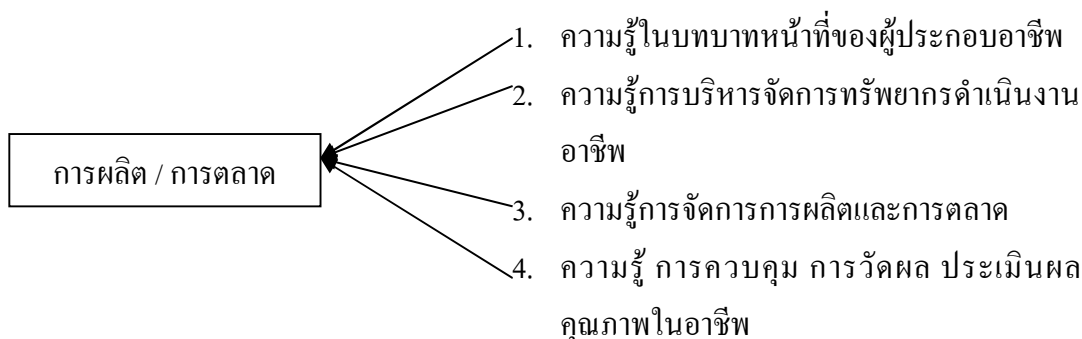 1. ความรู้ในบทบาทหน้าที่ของผู้ประกอบอาชีพ
2. ความรู้การบริหารจัดการทรัพยากรดำเนินงาน
อาชีพ
การผลิต / การตลาด
3. ความรู้การจัดการการผลิตและการตลาด
4. ความรู้ การควบคุม การวัดผล ประเมินผล
คุณภาพในอาชีพ